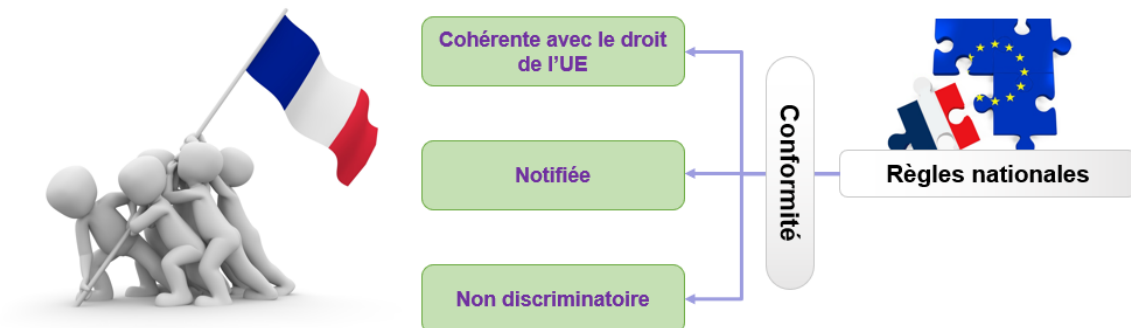 Cohérente avec le droit
de l’UE
Notifiée
Non discriminatoire
Conformité
Règles nationales